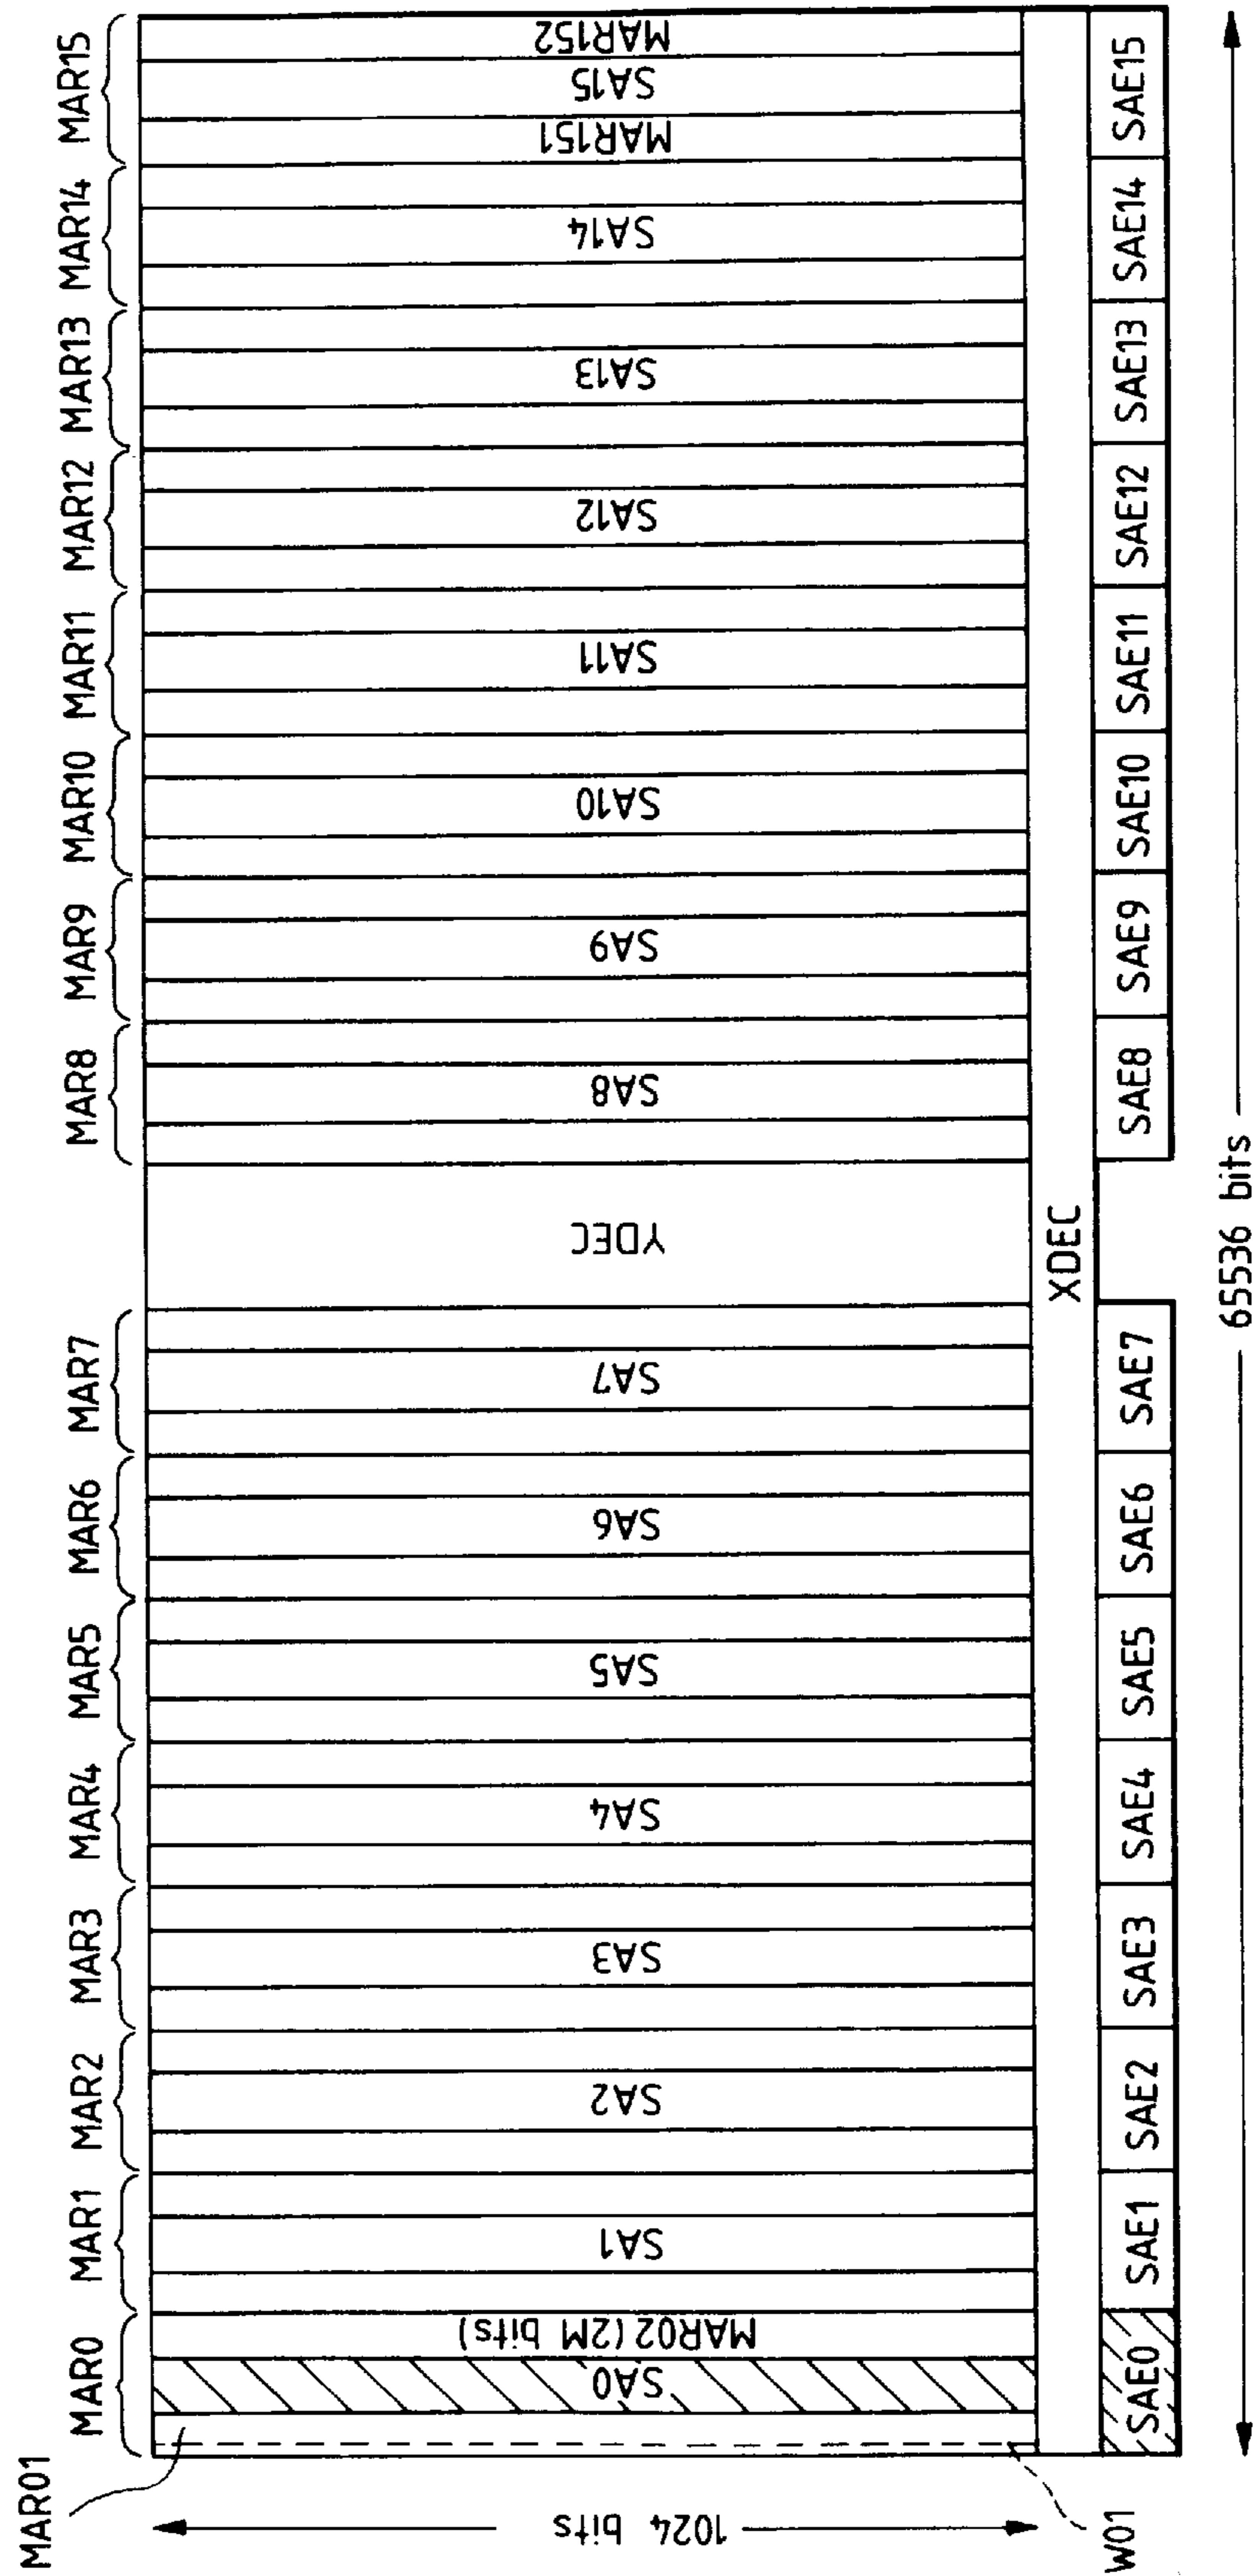 MAR01
MAR0
MAR1
MAR2
MAR3
MAR4
MAR5
MAR6
MAR7
MAR8
MAR9
MAR10
MAR11
MAR12
MAR13
MAR14
MAR15
1024 bits
SA0
MAR02 (2M bits)
SA1
SA2
SA3
SA4
SA5
SA6
SA7
YDEC
SA8
SA9
SA10
SA11
SA12
SA13
SA14
MAR151
SA15
MAR152
XDEC
W01
SAE0
SAE1
SAE2
SAE3
SAE4
SAE5
SAE6
SAE7
SAE8
SAE9
SAE10
SAE11
SAE12
SAE13
SAE14
SAE15
65536 bits